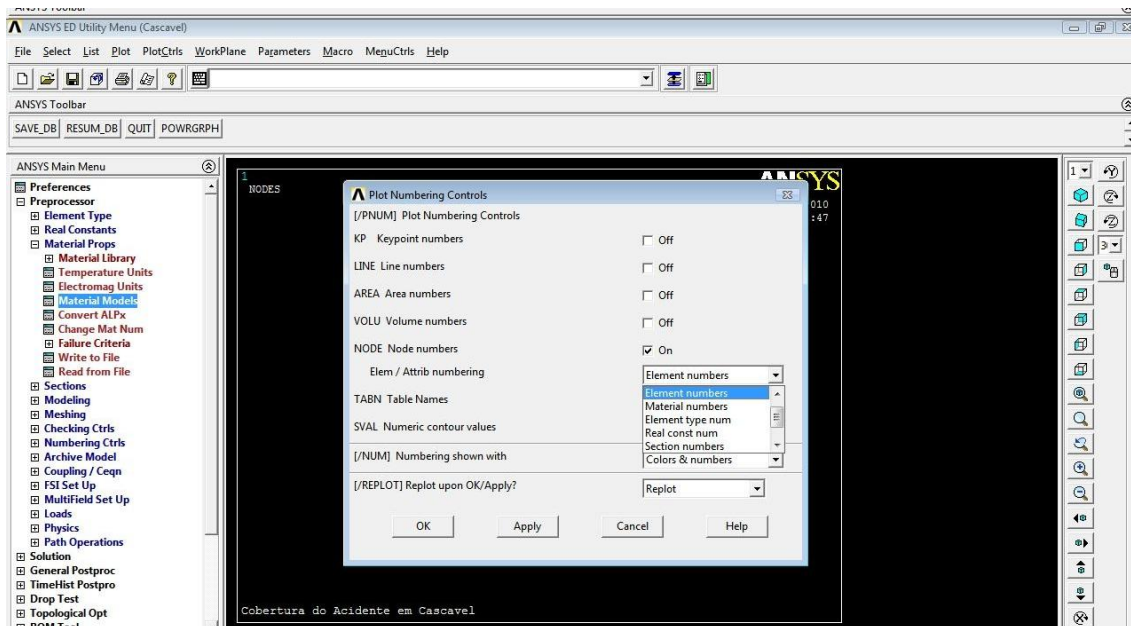 ANSYS Toolbar
ANSYS ED Utility Menu (Cascavel)
File Select List Plot PlotCtrls WorkPlane Parameters Macro MenuCtrls Help
ANSYS Toolbar
SAVE_DB RESUM_DB QUIT POWRGRPH
ANSYS Main Menu
Preferences
Preprocessor
Element Type
Real Constants
Material Props
Material Library
Temperature Units
Electromag Units
Material Models
Convert ALPx
Change Mat Num
Failure Criteria
Write to File
Read from File
Sections
Modeling
Meshing
Checking Ctrls
Numbering Ctrls
Archive Model
Coupling / Ceqn
FSI Set Up
MultiField Set Up
Loads
Physics
Path Operations
Solution
General Postproc
TimeHist Postpro
Drop Test
Topological Opt
ROM Tool
1
NODES
ANSYS
010
:47
Plot Numbering Controls
[/PNUM] Plot Numbering Controls
KP Keypoint numbers Off
LINE Line numbers Off
AREA Area numbers Off
VOLU Volume numbers Off
NODE Node numbers On
Elem / Attrib numbering Element numbers
Element numbers
TABN Table Names
Material numbers
Element type num
SVAL Numeric contour values
Real const num
Section numbers
[/NUM] Numbering shown with Colors & numbers
[/REPLOT] Replot upon OK/Apply? Replot
OK Apply Cancel Help
Cobertura do Acidente em Cascavel
1
3